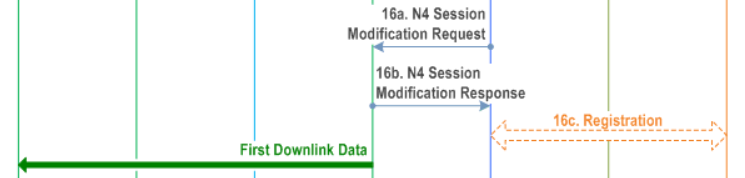 16a. N4 Session
Modification Request
16b. N4 Session
Modification Response
16c. Registration
First Downlink Data